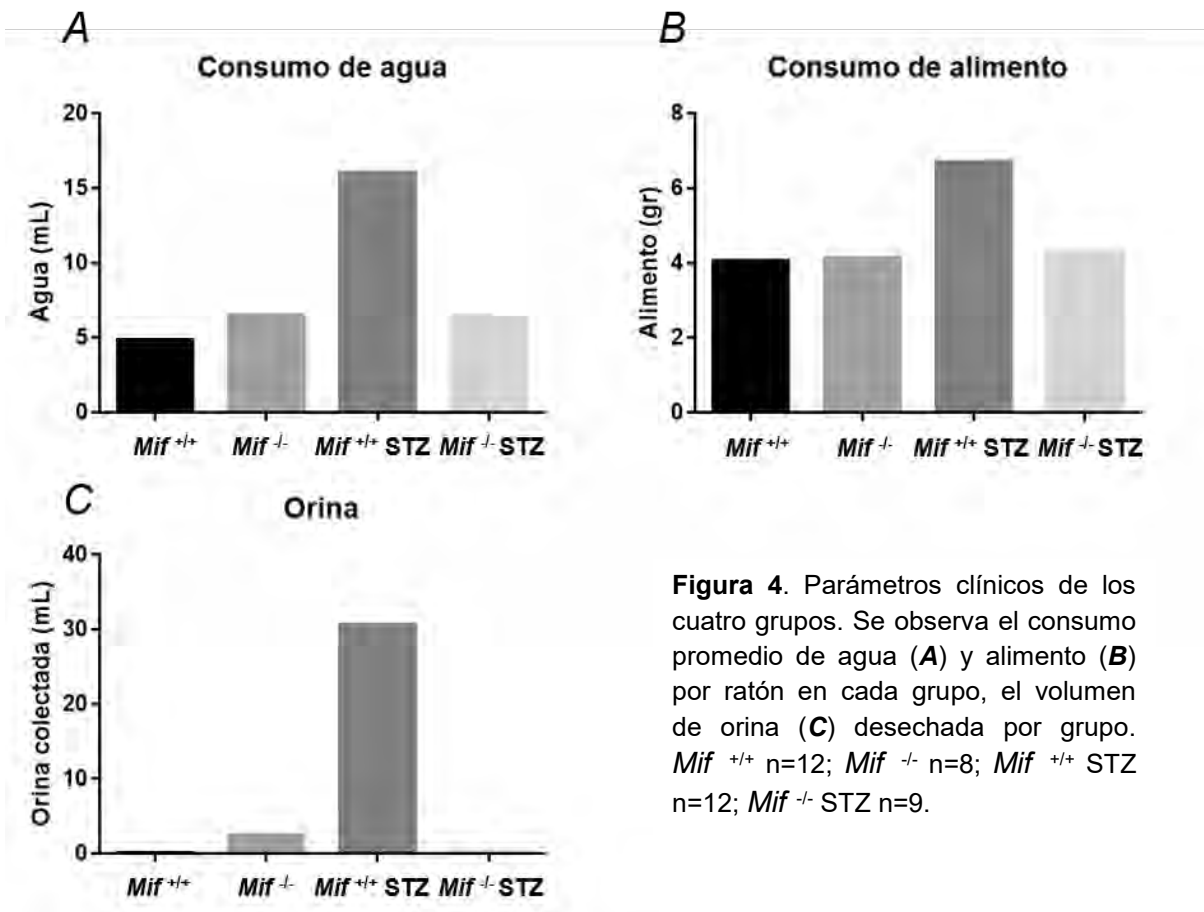 A
Consumo de agua
Agua (mL)
20
15
10
5
0
Mif +/+ Mif -/- Mif +/+ STZ Mif -/- STZ
B
Consumo de alimento
Alimento (gr)
8
6
4
2
0
Mif +/+ Mif -/- Mif +/+ STZ Mif -/- STZ
C
Orina
Orina colectada (mL)
40
30
20
10
0
Mif +/+ Mif -/- Mif +/+ STZ Mif -/- STZ
Figura 4. Parámetros clínicos de los
cuatro grupos. Se observa el consumo
promedio de agua (A) y alimento (B)
por ratón en cada grupo, el volumen
de orina (C) desechada por grupo.
Mif +/+ n=12; Mif -/- n=8; Mif +/+ STZ
n=12; Mif -/- STZ n=9.